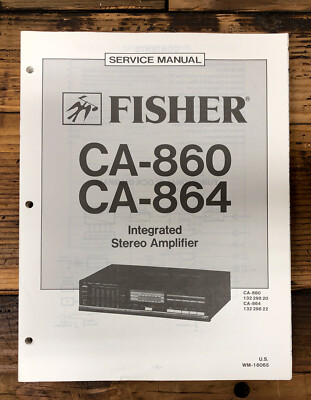 SERVICE MANUAL
FISHER®
CA-860
CA-864
Integrated
Stereo Amplifier
CA-860
132 298 20
CA-864
132 298 22
U.S.
WM-16065